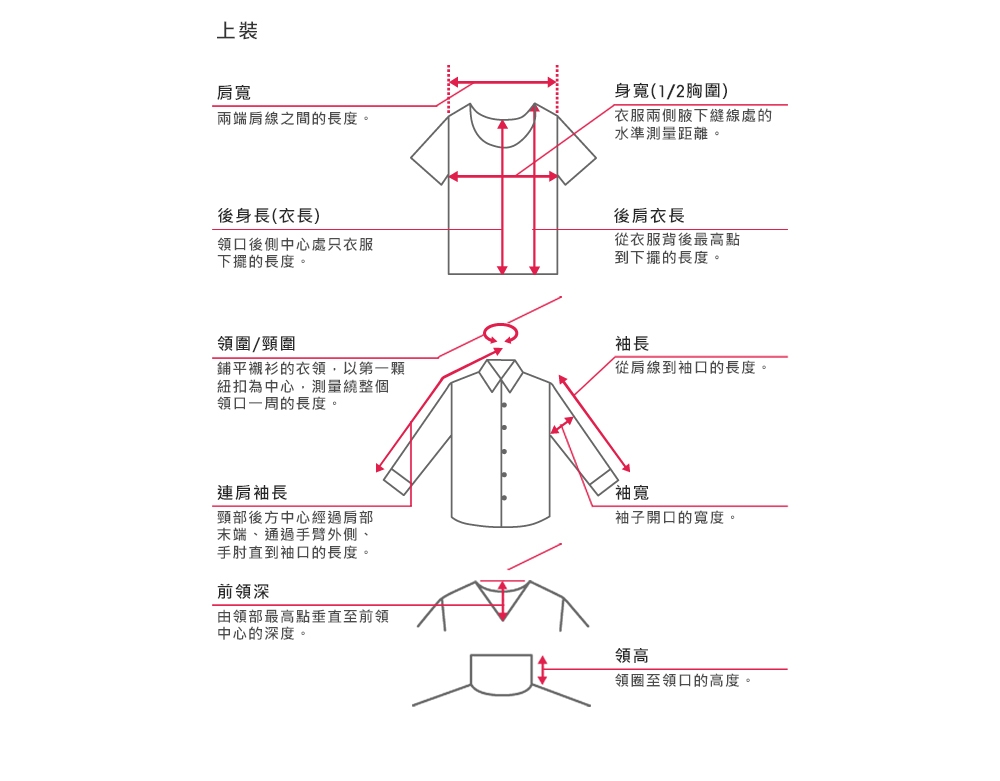 上裝
肩寬
兩端肩線之間的長度。
身寬(1/2胸圍)
衣服兩側腋下縫線處的
水準測量距離。
後身長(衣長)
領口後側中心處只衣服
下擺的長度。
後肩衣長
從衣服背後最高點
到下擺的長度。
領圍/頸圍
鋪平襯衫的衣領，以第一顆
紐扣為中心，測量繞整個
領口一周的長度。
袖長
從肩線到袖口的長度。
連肩袖長
頸部後方中心經過肩部
末端、通過手臂外側、
手肘直到袖口的長度。
袖寬
袖子開口的寬度。
前領深
由領部最高點垂直至前領
中心的深度。
領高
領圈至領口的高度。